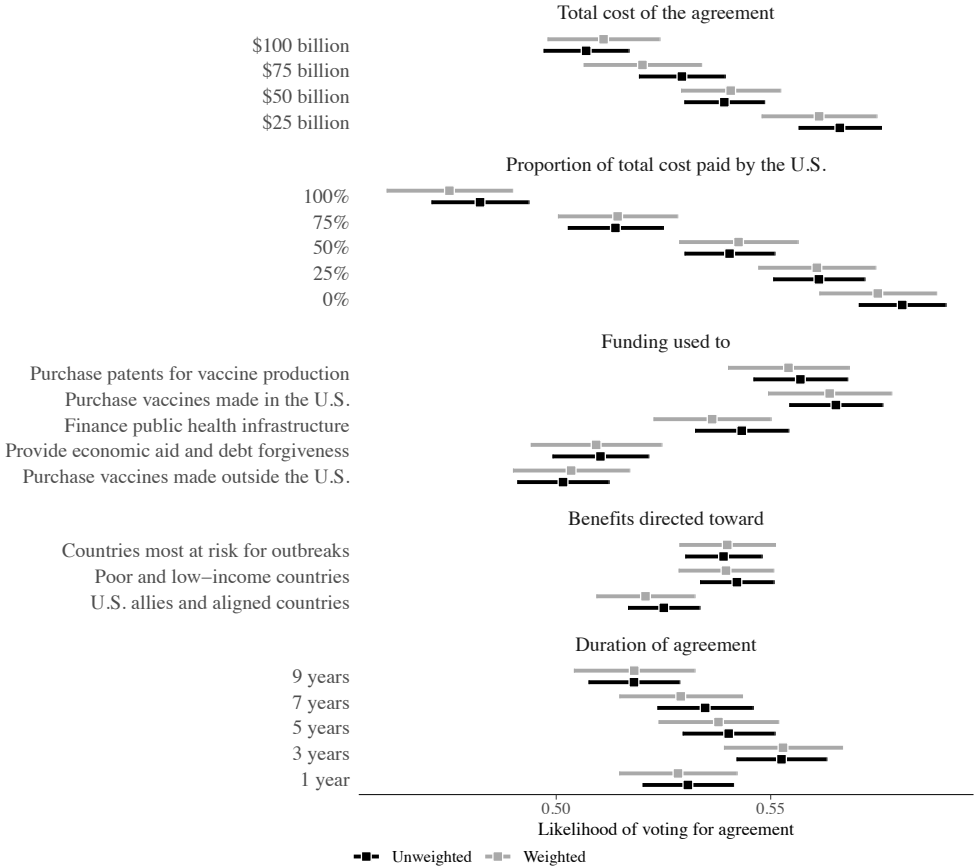 Total cost of the agreement
$100 billion
$75 billion
$50 billion
$25 billion
Proportion of total cost paid by the U.S.
100%
75%
50%
25%
0%
Funding used to
Purchase patents for vaccine production
Purchase vaccines made in the U.S.
Finance public health infrastructure
Provide economic aid and debt forgiveness
Purchase vaccines made outside the U.S.
Benefits directed toward
Countries most at risk for outbreaks
Poor and low–income countries
U.S. allies and aligned countries
Duration of agreement
9 years
7 years
5 years
3 years
1 year
0.50 0.55
Likelihood of voting for agreement
Unweighted Weighted